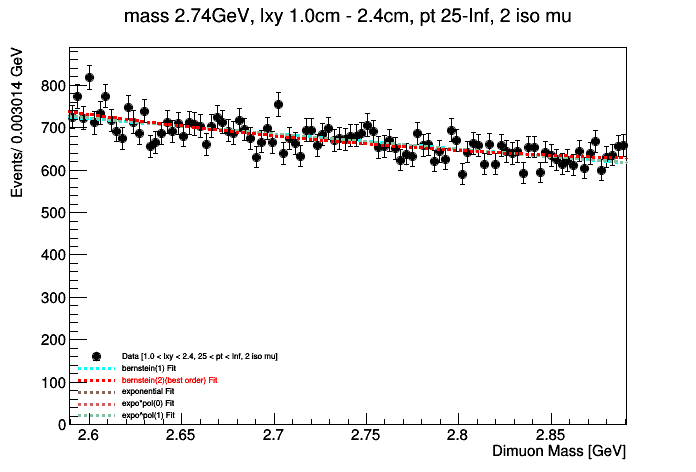 mass 2.74GeV, lxy 1.0cm - 2.4cm, pt 25-Inf, 2 iso mu
Events/ 0.003014 GeV
800
700
600
500
400
300
200
100
0
Data [1.0 < lxy < 2.4, 25 < pt < Inf, 2 iso mu]
bernstein(1) Fit
bernstein(2)(best order) Fit
exponential Fit
expo*pol(0) Fit
expo^pol(1) Fit
2.6 2.65 2.7 2.75 2.8 2.85
Dimuon Mass [GeV]